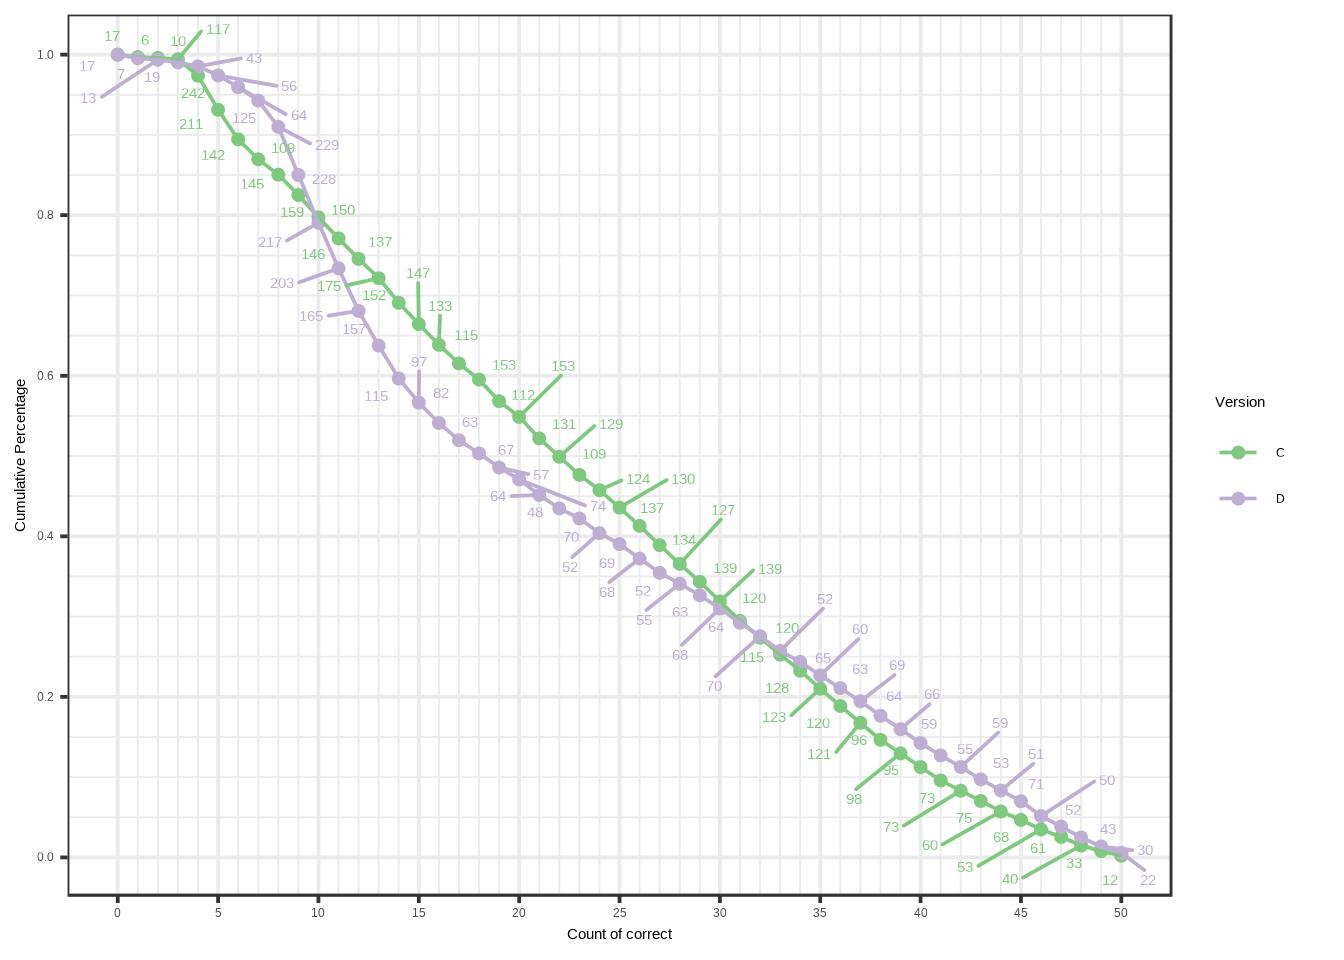 17 6 10 117
1.0 43
17 7 19 56
13 242 64
211 125
142 109 229
145 228
0.8 159 150
217 146 137
203 175 152 147
165 157 133
115
97 153 153
0.6
115 82 112
63 131 129
67 109
57 124 130
64 48 74 137
127
0.4 70 134
52 69 139 139
68 52 120
55 63 52
64 120 60
68 115 65 63 69
70 128 64 66
0.2
123 120 59 59
121 96 55 51
95 53
98 73 71 50
73 75 52
60 68 43
0.0 61 30
53 33
40 12 22
0 5 10 15 20 25 30 35 40 45 50
Count of correct
Cumulative Percentage
Version
C
D